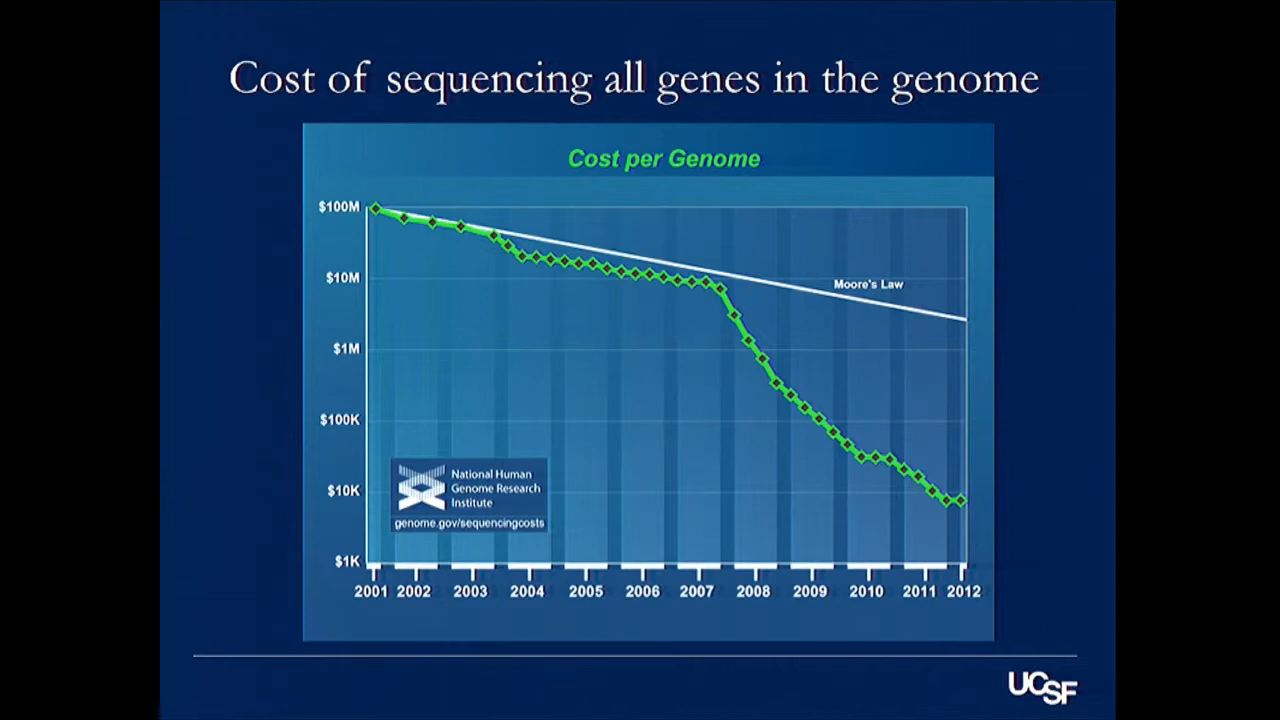 Cost of sequencing all genes in the genome
Cost per Genome
$100M
$10M
$1M
$100K
$10K
$1K
Moore's Law
National Human
Genome Research
Institute
genome.gov/sequencingcosts
2001 2002 2003 2004 2005 2006 2007 2008 2009 2010 2011 2012
UCSF